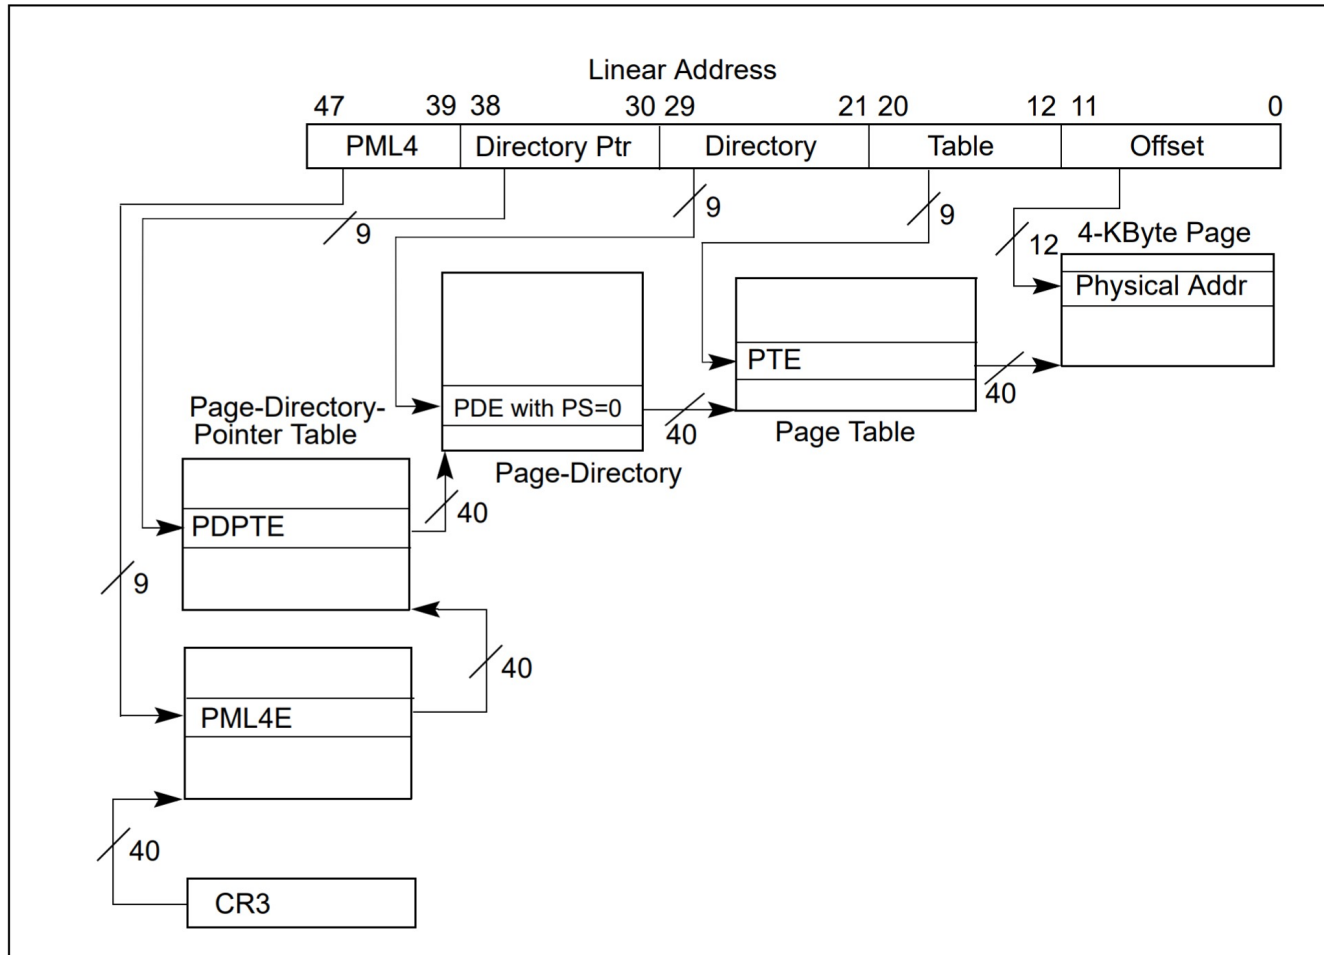 Linear Address
47 39 38 30 29 21 20 12 11 0
PML4 Directory Ptr Directory Table Offset
9 9 9
12 4-KByte Page
Physical Addr
PTE
40
PDE with PS=0
40
Page Table
Page-Directory-
Pointer Table
Page-Directory
40
PDPTE
9
40
PML4E
40
CR3